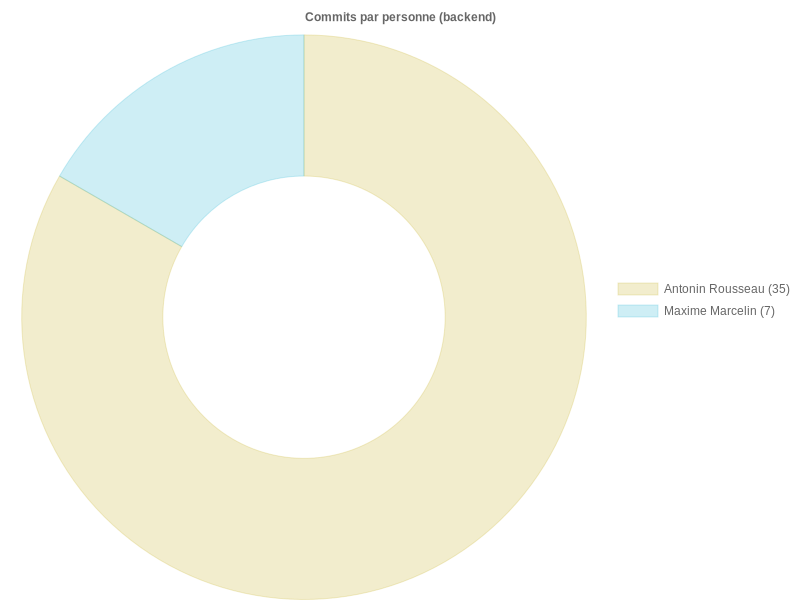 Commits par personne (backend)
Antonin Rousseau (35)
Maxime Marcelin (7)